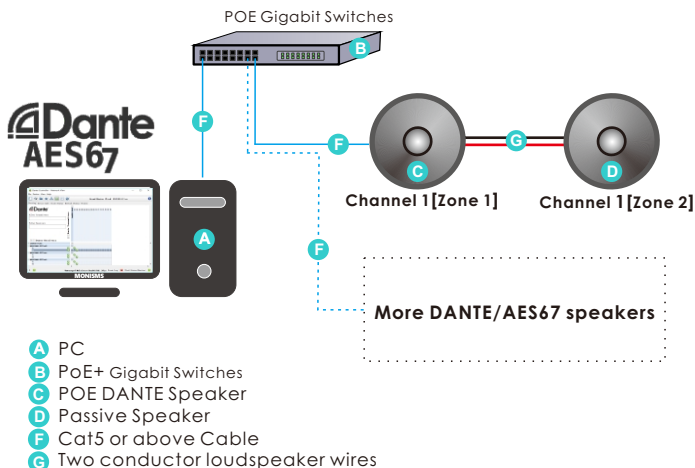 POE Gigabit Switches
B
F
Dante
AES67
F
G
C
D
Channel 1[Zone 1]
Channel 1[Zone 2]
Dante
A
F
MONISMS
More DANTE/AES67 speakers
A PC
B PoE+ Gigabit Switches
C POE DANTE Speaker
D Passive Speaker
F Cat5 or above Cable
G Two conductor loudspeaker wires